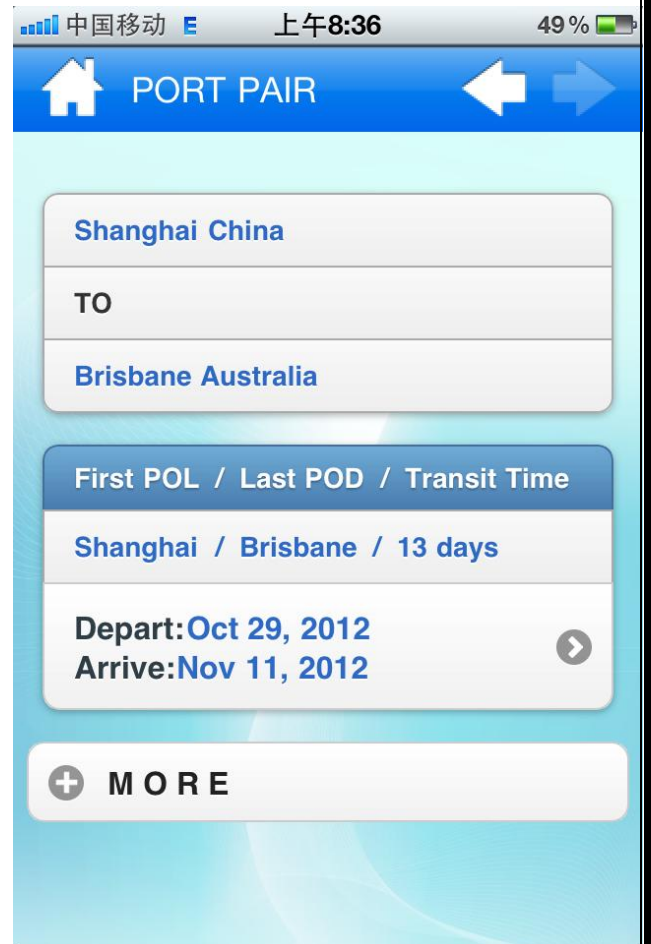 中国移动 E 上午8:36 49%
PORT PAIR
Shanghai China
TO
Brisbane Australia
First POL / Last POD / Transit Time
Shanghai / Brisbane / 13 days
Depart:Oct 29, 2012
Arrive:Nov 11, 2012
MORE